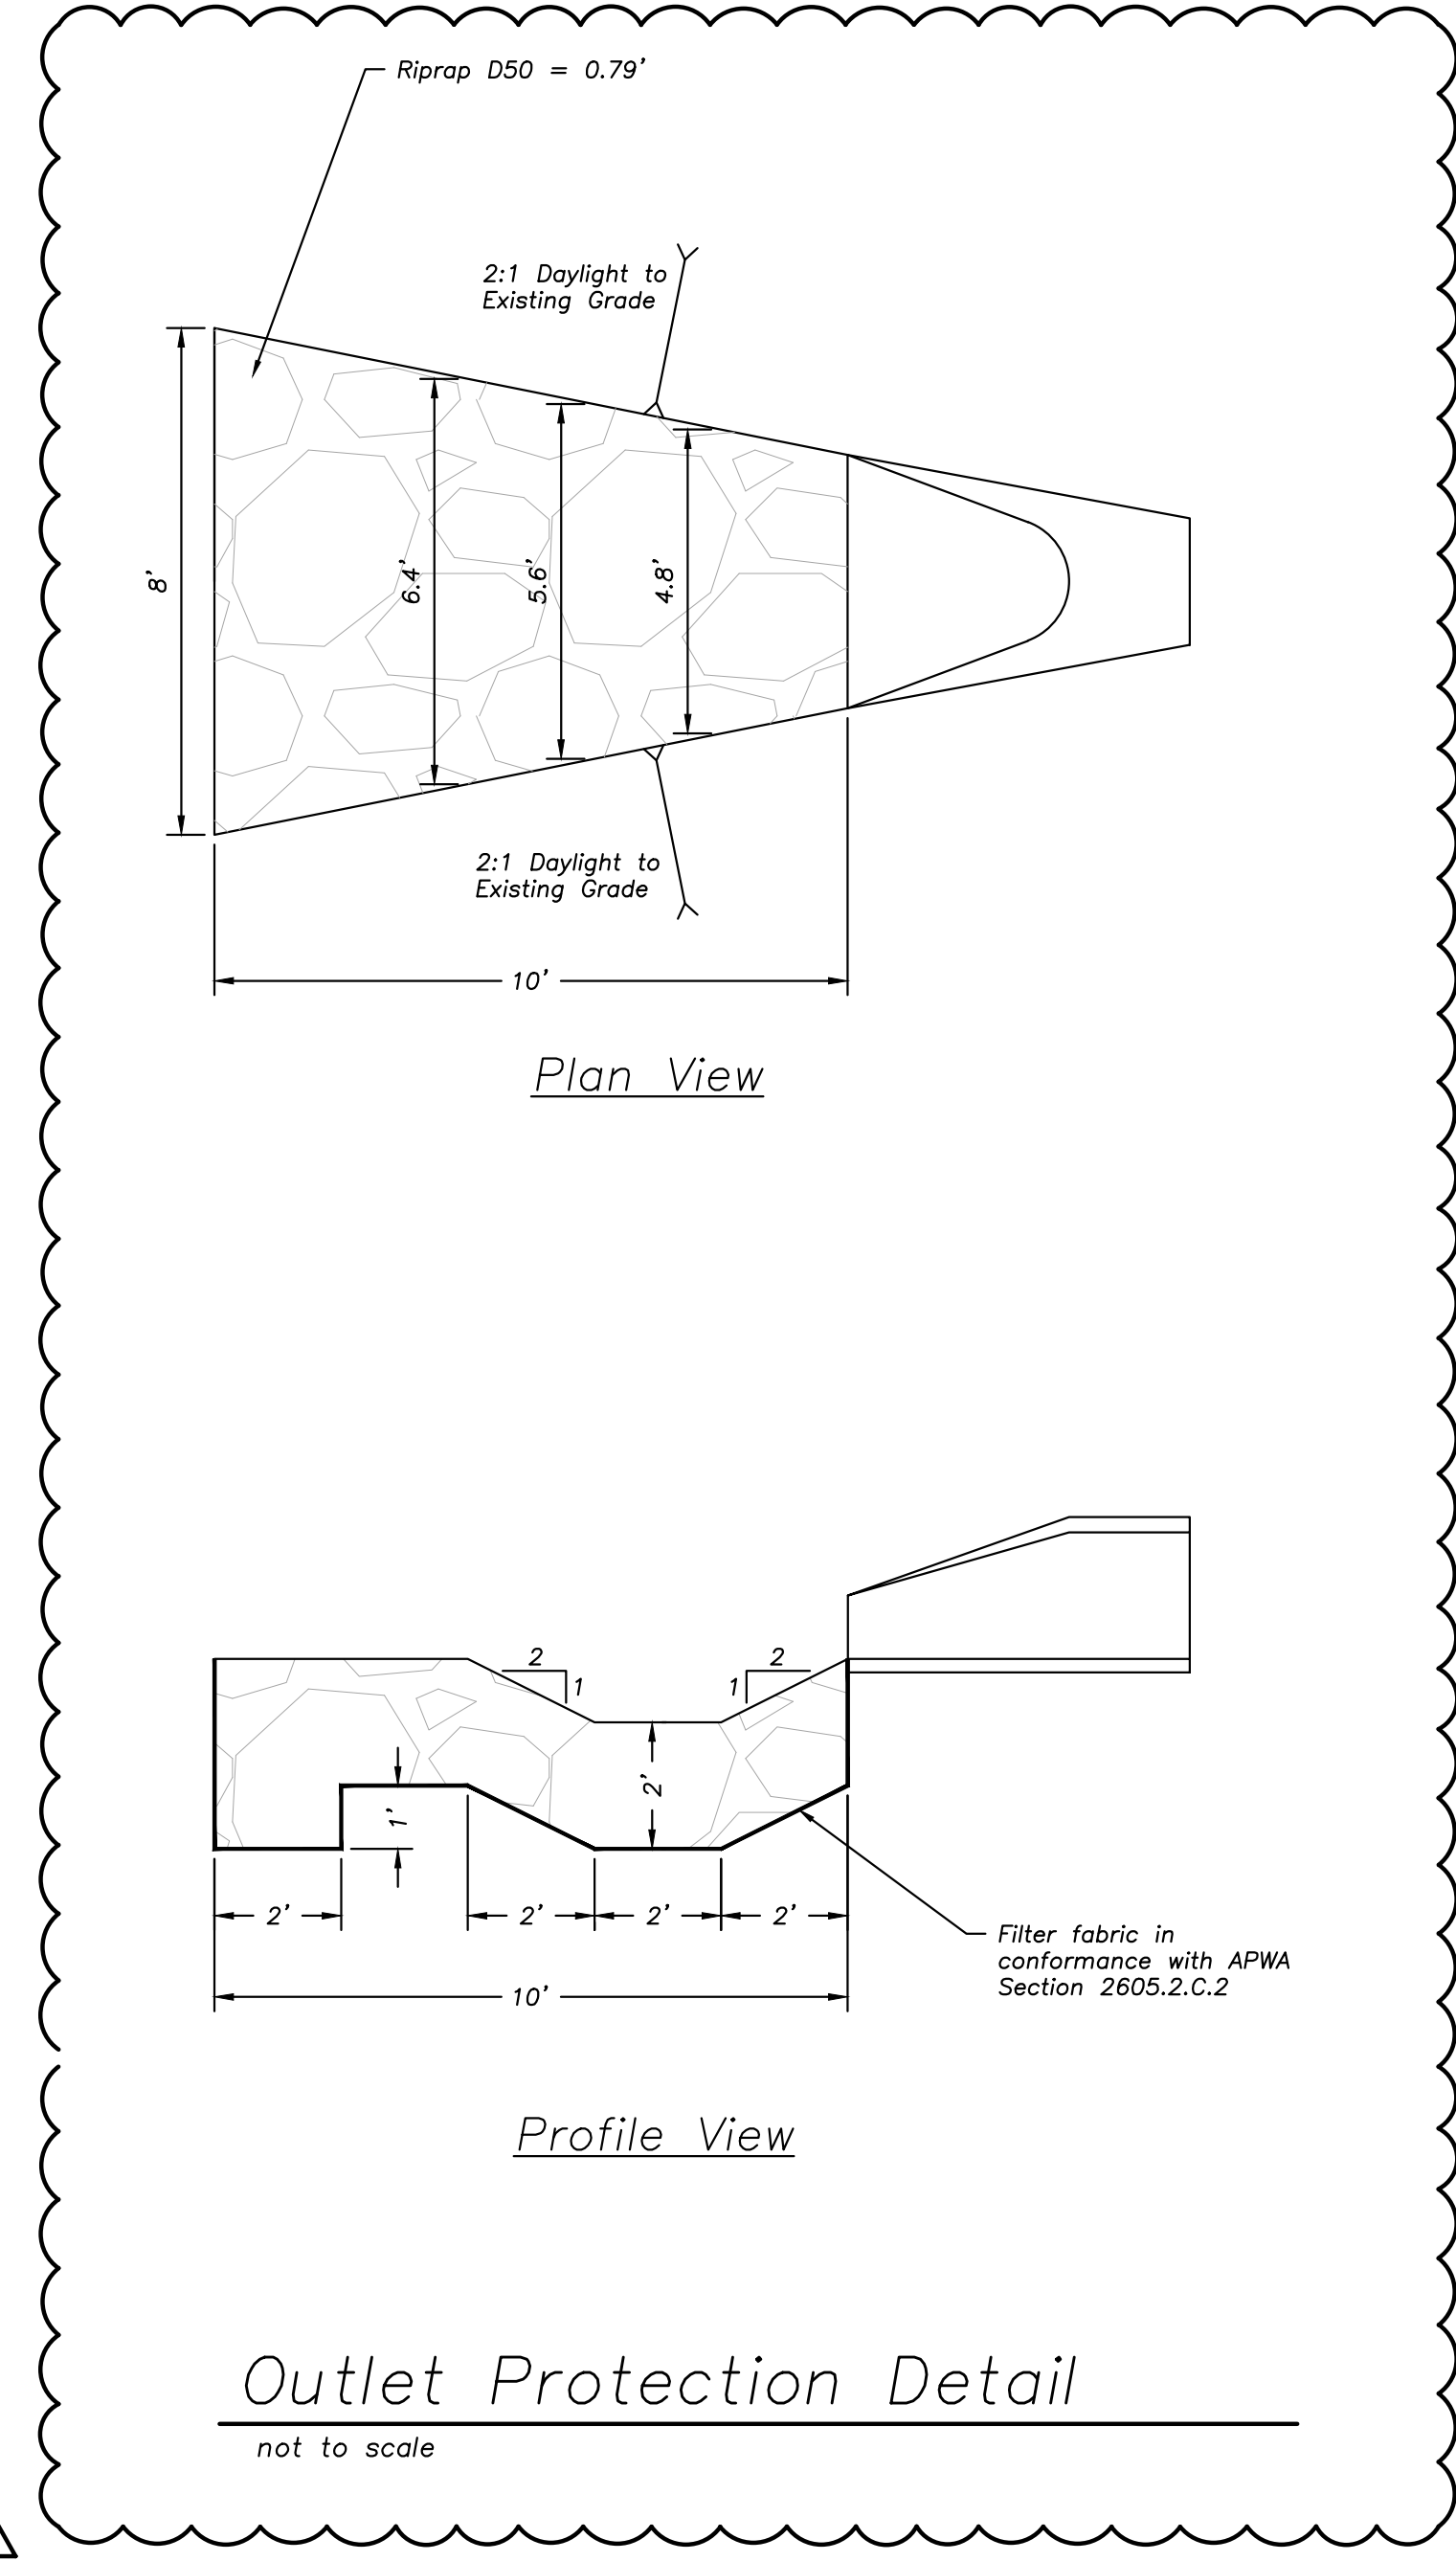 Riprap D50 = 0.79'
2:1 Daylight to
Existing Grade
8'
6.4'
5.6'
4.8'
2:1 Daylight to
Existing Grade
10'
Plan View
2
1
2
1
2'
1'
2'
2'
2'
2'
Filter fabric in
conformance with APWA
Section 2605.2.C.2
10'
Profile View
Outlet Protection Detail
not to scale